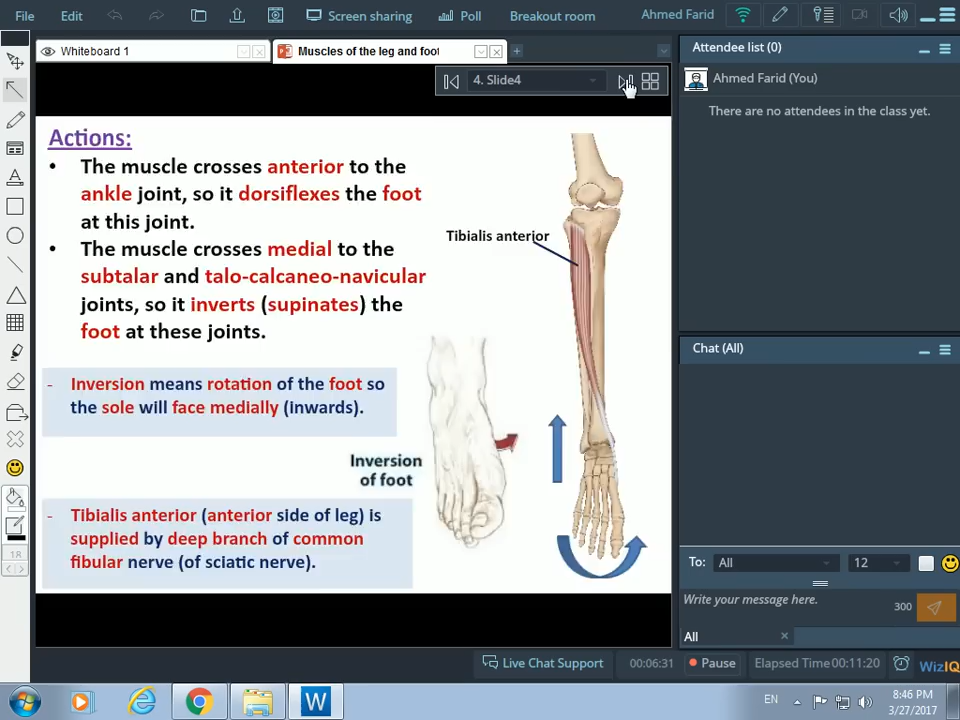 File Edit Screen sharing Poll Breakout room Ahmed Farid
Whiteboard 1 Muscles of the leg and foot
Attendee list (0)
4. Slide4
Ahmed Farid (You)
There are no attendees in the class yet.
Actions:
• The muscle crosses anterior to the
ankle joint, so it dorsiflexes the foot
at this joint.
• The muscle crosses medial to the
subtalar and talo-calcaneo-navicular
joints, so it inverts (supinates) the
foot at these joints.
Tibialis anterior
- Inversion means rotation of the foot so
the sole will face medially (inwards).
Inversion
of foot
- Tibialis anterior (anterior side of leg) is
supplied by deep branch of common
fibular nerve (of sciatic nerve).
Chat (All)
To: All 12
Write your message here. 300
All
1R
Live Chat Support 00:06:31 Pause Elapsed Time 00:11:20 WizIQ
W
EN
8:46 PM
3/27/2017